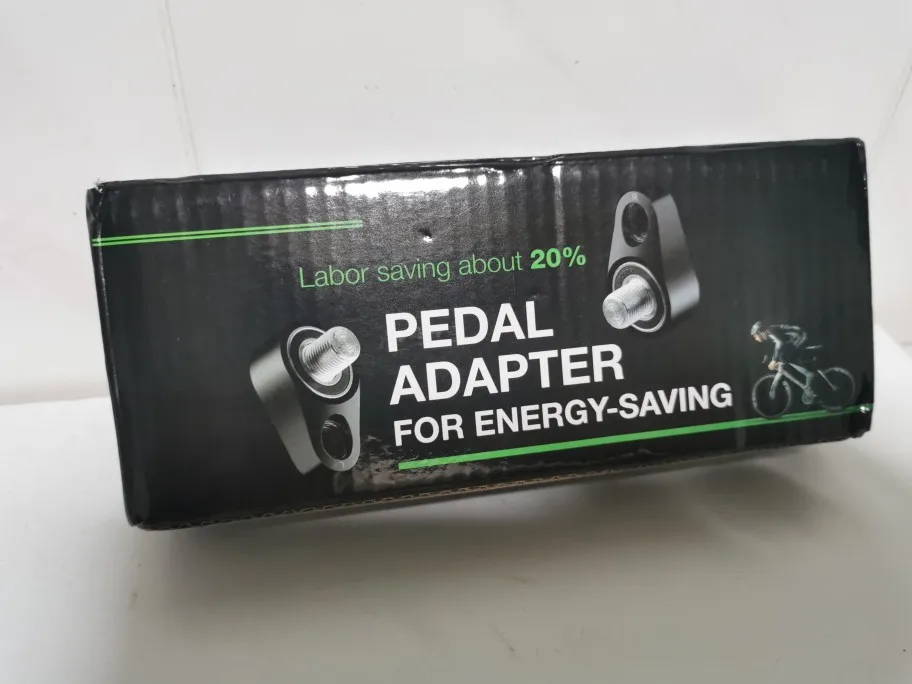 Labor saving about 20%
PEDAL
ADAPTER
FOR ENERGY-SAVING